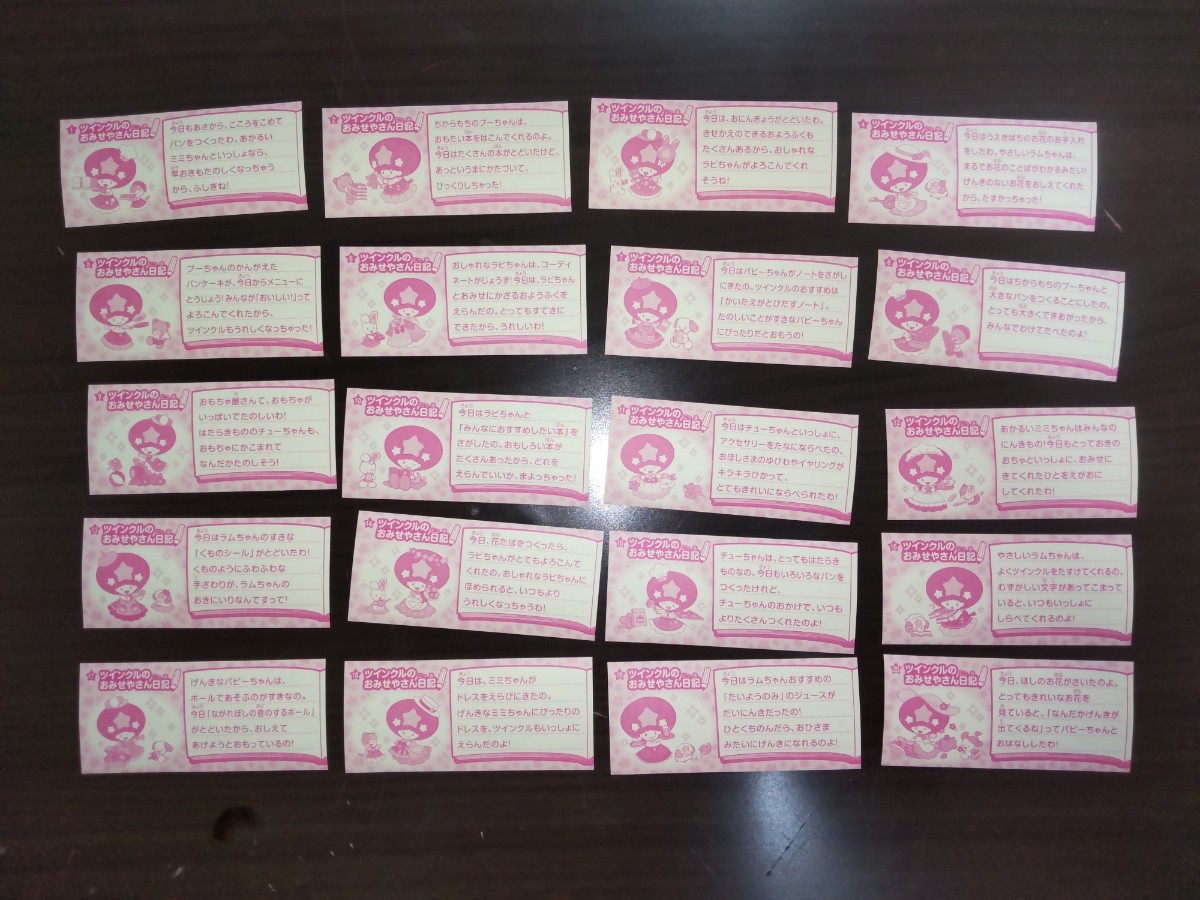 1
ツインクルの
おみせやさん日記
今日もあさから、こころをこめて
パンをつくったわ。あかるい
ミミちゃんといっしょなら、
早おきもたのしくなっちゃう
から、ふしぎね!
2
ツインクルの
おみせやさん日記
ちからもちのプーちゃんは、
おもたい本をはこんでくれるのよ。
今日はたくさんの本がとどいたけど、
あっというまにかたづいて、
びっくりしちゃった!
3
ツインクルの
おみせやさん日記
今日は、おにんぎょうがとどいたわ。
きせかえのできるおようふくも
たくさんあるから、おしゃれな
ラビちゃんがよろこんでくれ
そうね!
4
ツインクルの
おみせやさん日記
今日はうえきばちのお花のお手入れ
をしたわ。やさしいラムちゃんは、
まるでお花のことばがわかるみたい!
げんきのないお花をおしえてくれた
から、たすかっちゃった!
5
ツインクルの
おみせやさん日記
プーちゃんのかんがえた
パンケーキが、今日からメニューに
とうじょう!みんなが「おいしい!」って
よろこんでくれたから、
ツインクルもうれしくなっちゃった!
6
ツインクルの
おみせやさん日記
おしゃれなラビちゃんは、コーディ
ネートがじょうず!今日は、ラビちゃん
とおみせにかざるおようふくを
えらんだの。とってもすてきに
できたから、うれしいわ!
7
ツインクルの
おみせやさん日記
今日はパピーちゃんがノートをさがし
にきたの。ツインクルのおすすめは
「かいたえがとびだすノート」。
たのしいことがすきなパピーちゃん
にぴったりだとおもうの!
8
ツインクルの
おみせやさん日記
今日はちからもちのプーちゃんと
大きなパンをつくることにしたの。
とっても大きくてきあがったから、
みんなでわけてたべたのよ!
9
ツインクルの
おみせやさん日記
おもちゃ屋さんて、おもちゃが
いっぱいでたのしいわ!
はたらきもののチューちゃんも、
おもちゃにかこまれて
なんだかたのしそう!
10
ツインクルの
おみせやさん日記
今日はラビちゃんと
「みんなにおすすめしたい本」を
さがしたの。おもしろい本が
たくさんあったから、どれを
えらんでいいか、まよっちゃった!
11
ツインクルの
おみせやさん日記
今日はチューちゃんといっしょに、
アクセサリーをたなにならべたの。
おほしさまのゆびわやイヤリングが
キラキラひかって、
とてもきれいにならべられたわ!
12
ツインクルの
おみせやさん日記
あかるいミミちゃんはみんなの
にんきもの!今日もとっておきの
おちゃといっしょに、おみせに
きてくれたひとをえがおに
してくれたわ!
13
ツインクルの
おみせやさん日記
今日はラムちゃんのすきな
「くものシール」がとどいたわ!
くものようにふわふわな
手ざわりが、ラムちゃんの
おきにいりなんですって!
14
ツインクルの
おみせやさん日記
今日、花たばをつくったら、
ラビちゃんがとてもよろこんで
くれたの。おしゃれなラビちゃんに
ほめられると、いつもより
うれしくなっちゃうわ!
15
ツインクルの
おみせやさん日記
チューちゃんは、とってもはたらき
ものなの。今日もいろいろなパンを
つくったけれど、
チューちゃんのおかげで、いつも
よりたくさんつくれたのよ!
ツインクルの
おみせやさん日記
やさしいラムちゃんは、
よくツインクルをたすけてくれるの。
むずかしい文字があってこまって
いると、いつもいっしょに
しらべてくれるのよ!
ツインクルの
おみせやさん日記
げんきなパピーちゃんは、
ボールであそぶのがすきなの。
今日「ながれぼしの音のするボール」
がとどいたから、おしえて
あげようとおもっているの!
ツインクルの
おみせやさん日記
今日は、ミミちゃんが
ドレスをえらびにきたの。
げんきなミミちゃんにぴったりの
ドレスを、ツインクルもいっしょに
えらんだのよ!
ツインクルの
おみせやさん日記
今日はラムちゃんおすすめの
『たいようのみ』のジュースが
だいにんきだったの!
ひとくちのんだら、おひさま
みたいにげんきになれるのよ!
ツインクルの
おみせやさん日記
今日、ほしのお花がさいたのよ。
とってもきれいなお花を
見ていると、「なんだかげんきが
出てくるね」ってパピーちゃんと
おはなししたわ!